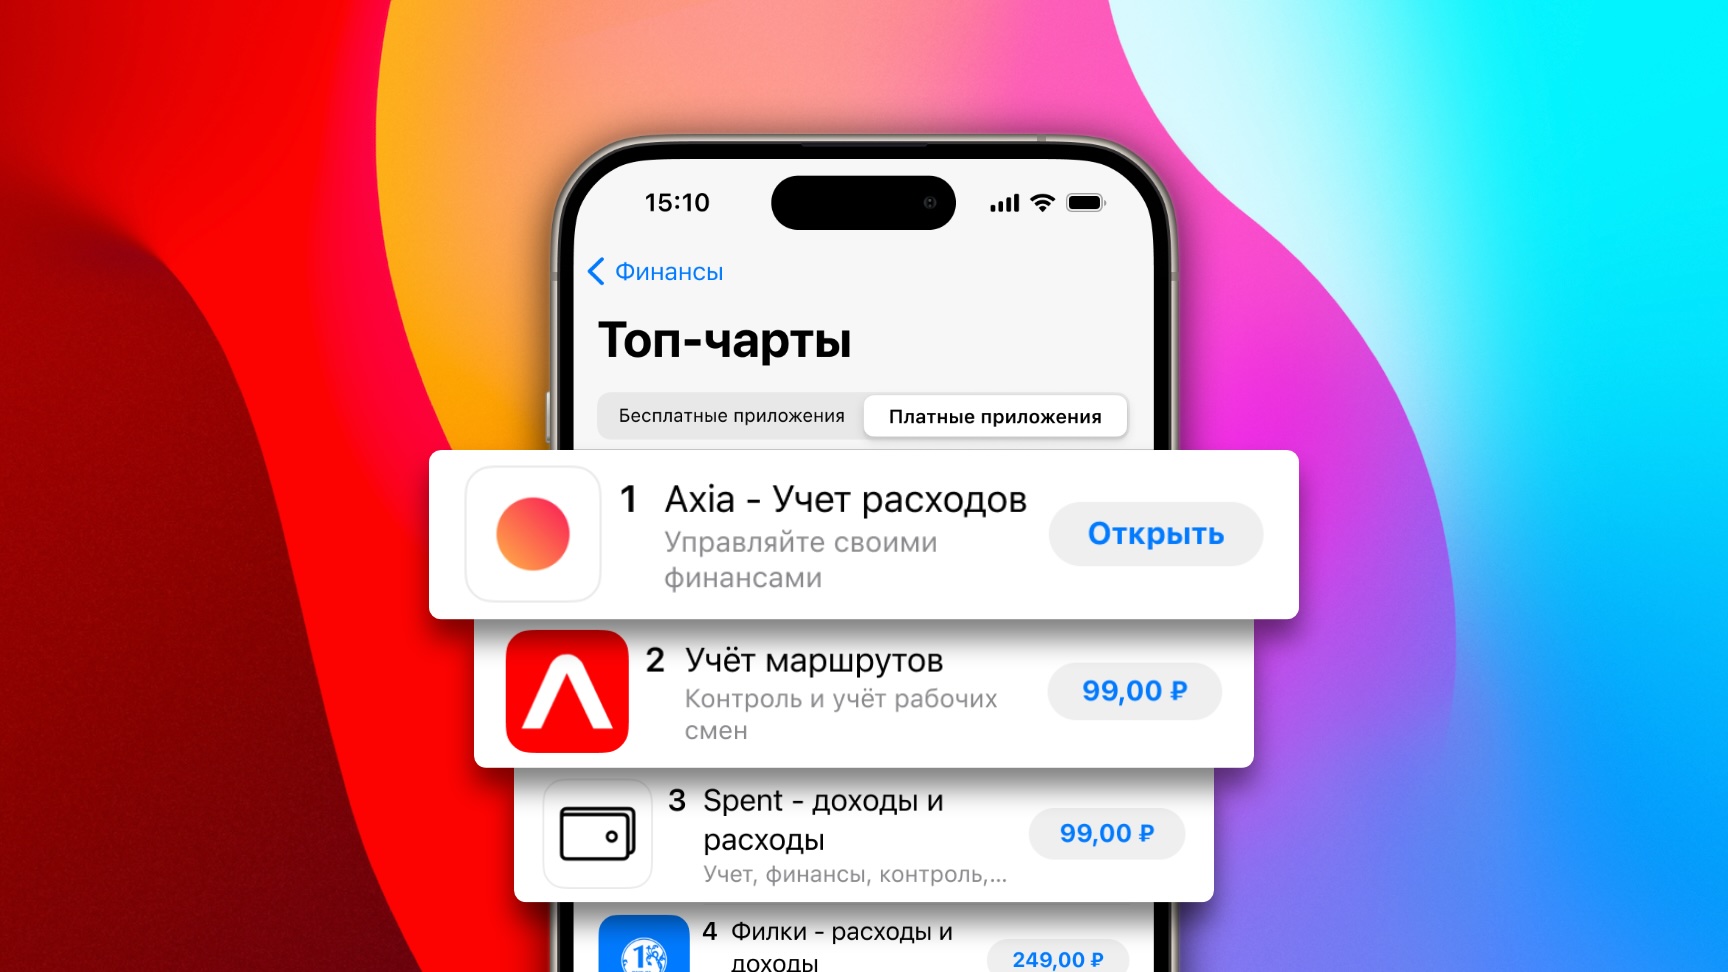 15:10
Финансы
Топ-чарты
Бесплатные приложения
Платные приложения
1 Axia - Учет расходов
Управляйте своими
финансами
Открыть
2 Учёт маршрутов
Контроль и учёт рабочих
смен
99,00 ₽
3 Spent - доходы и
расходы
Учет, финансы, контроль,...
99,00 ₽
4 Филки - расходы и
доходы
249,00 ₽